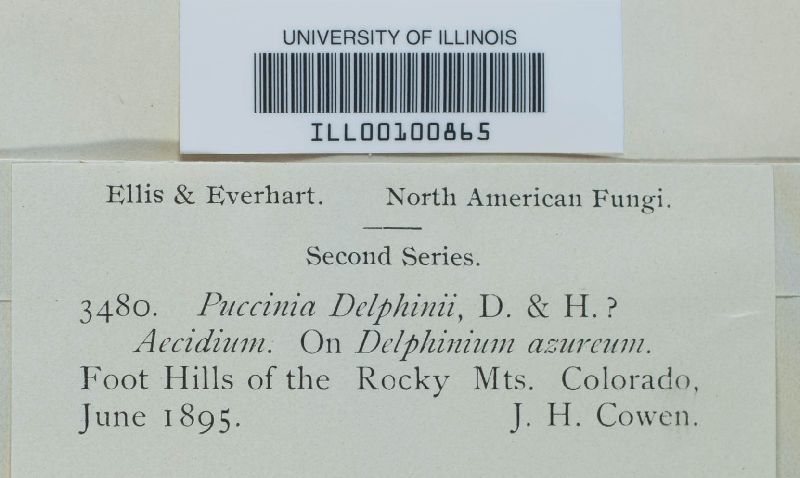 UNIVERSITY OF ILLINOIS
ILL00100865
Ellis & Everhart. North American Fungi.
Second Series.
3480. Puccinia Delphinii, D. & H.?
Aecidium. On Delphinium azureum.
Foot Hills of the Rocky Mts. Colorado,
June 1895. J. H. Cowen.